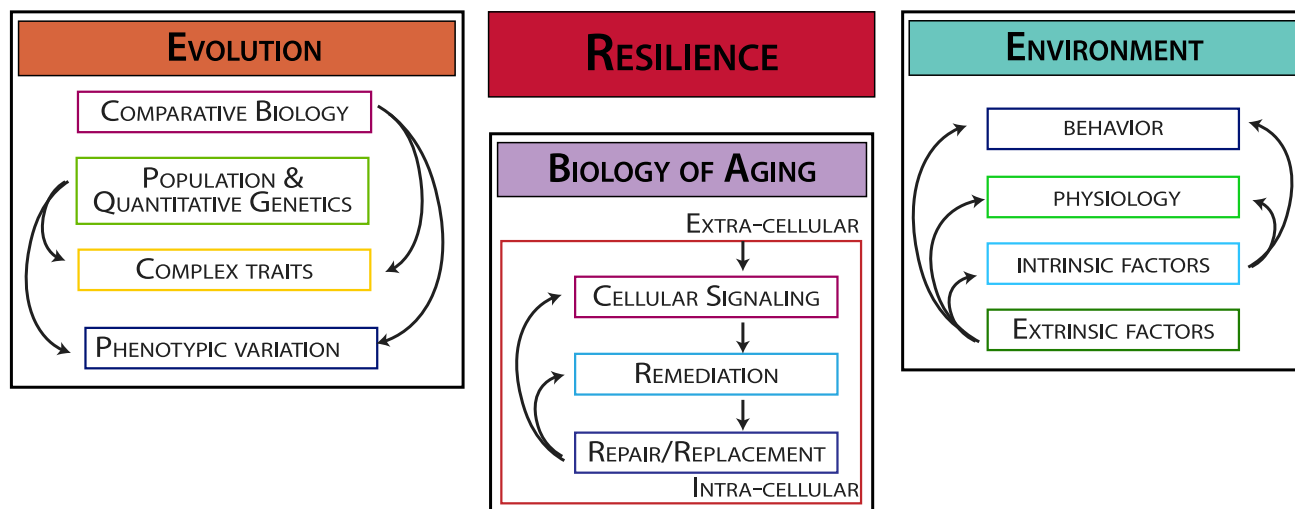 Evolution
Comparative Biology
Population &
Quantitative Genetics
Complex traits
Phenotypic variation
Resilience
Biology of Aging
Extra-cellular
Cellular Signaling
Remediation
Repair/Replacement
Intra-cellular
Environment
behavior
physiology
intrinsic factors
Extrinsic factors